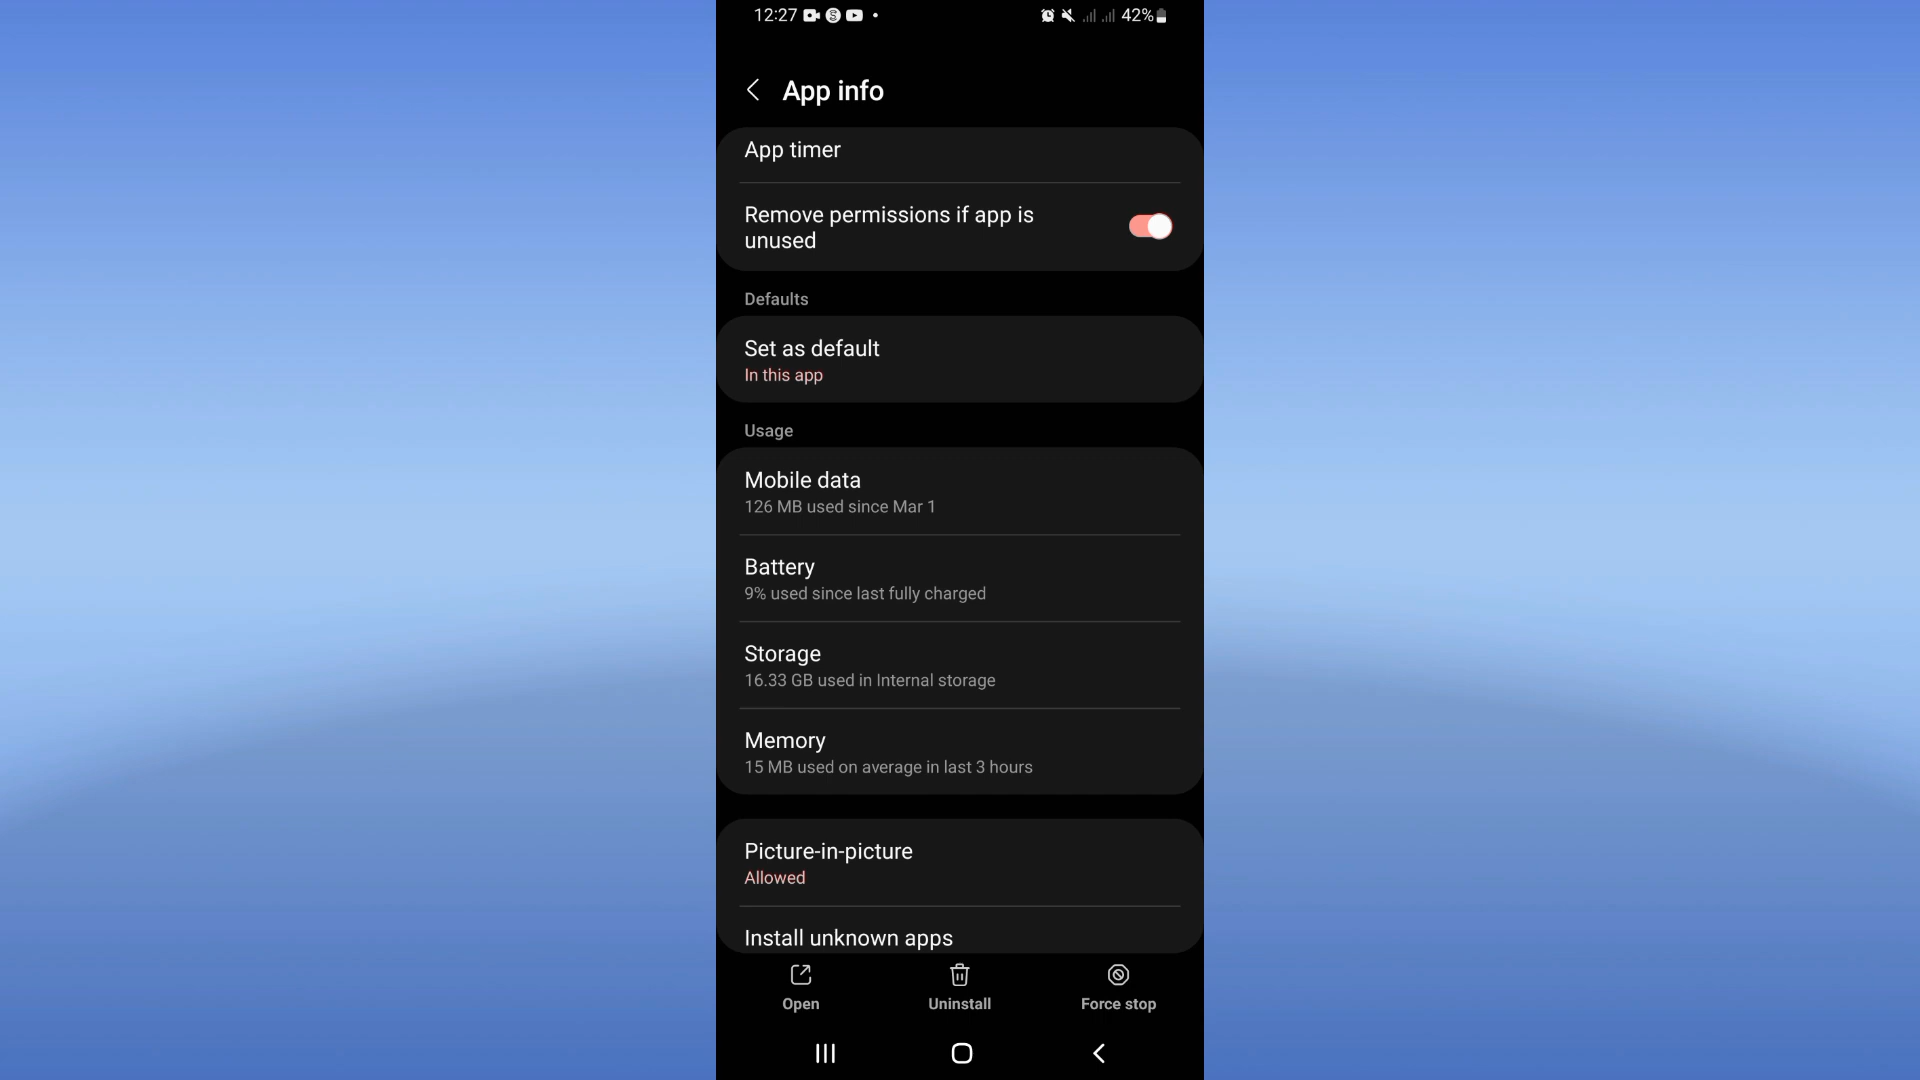 12:27 42%
App info
App timer
Remove permissions if app is
unused
Defaults
Set as default
In this app
Usage
Mobile data
126 MB used since Mar 1
Battery
9% used since last fully charged
Storage
16.33 GB used in Internal storage
Memory
15 MB used on average in last 3 hours
Picture-in-picture
Allowed
Install unknown apps
Open Uninstall Force stop